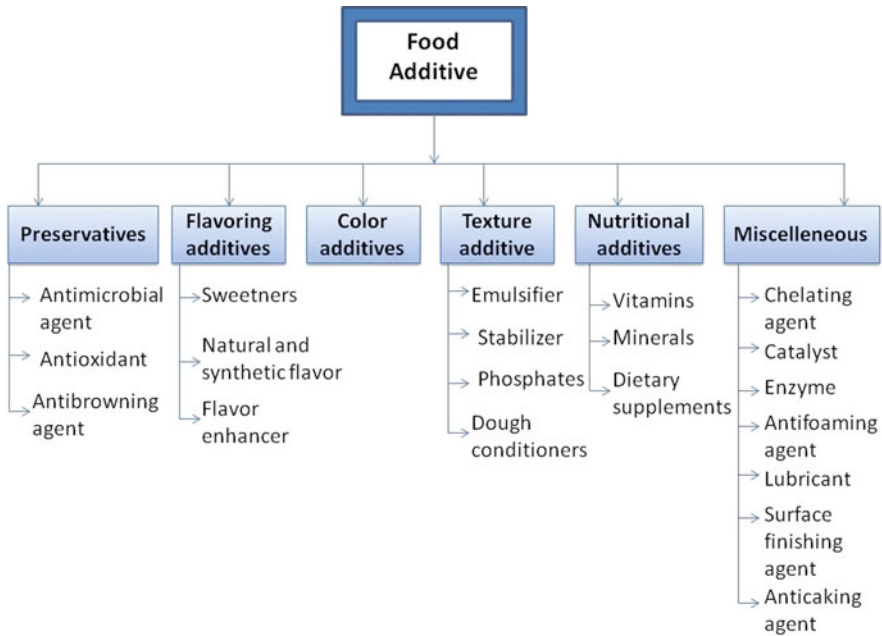 Food
Additive
Preservatives
Antimicrobial
agent
Antioxidant
Antibrowning
agent
Flavoring
additives
Sweetners
Natural and
synthetic flavor
Flavor
enhancer
Color
additives
Texture
additive
Emulsifier
Stabilizer
Phosphates
Dough
conditioners
Nutritional
additives
Vitamins
Minerals
Dietary
supplements
Miscelleneous
Chelating
agent
Catalyst
Enzyme
Antifoaming
agent
Lubricant
Surface
finishing
agent
Anticaking
agent